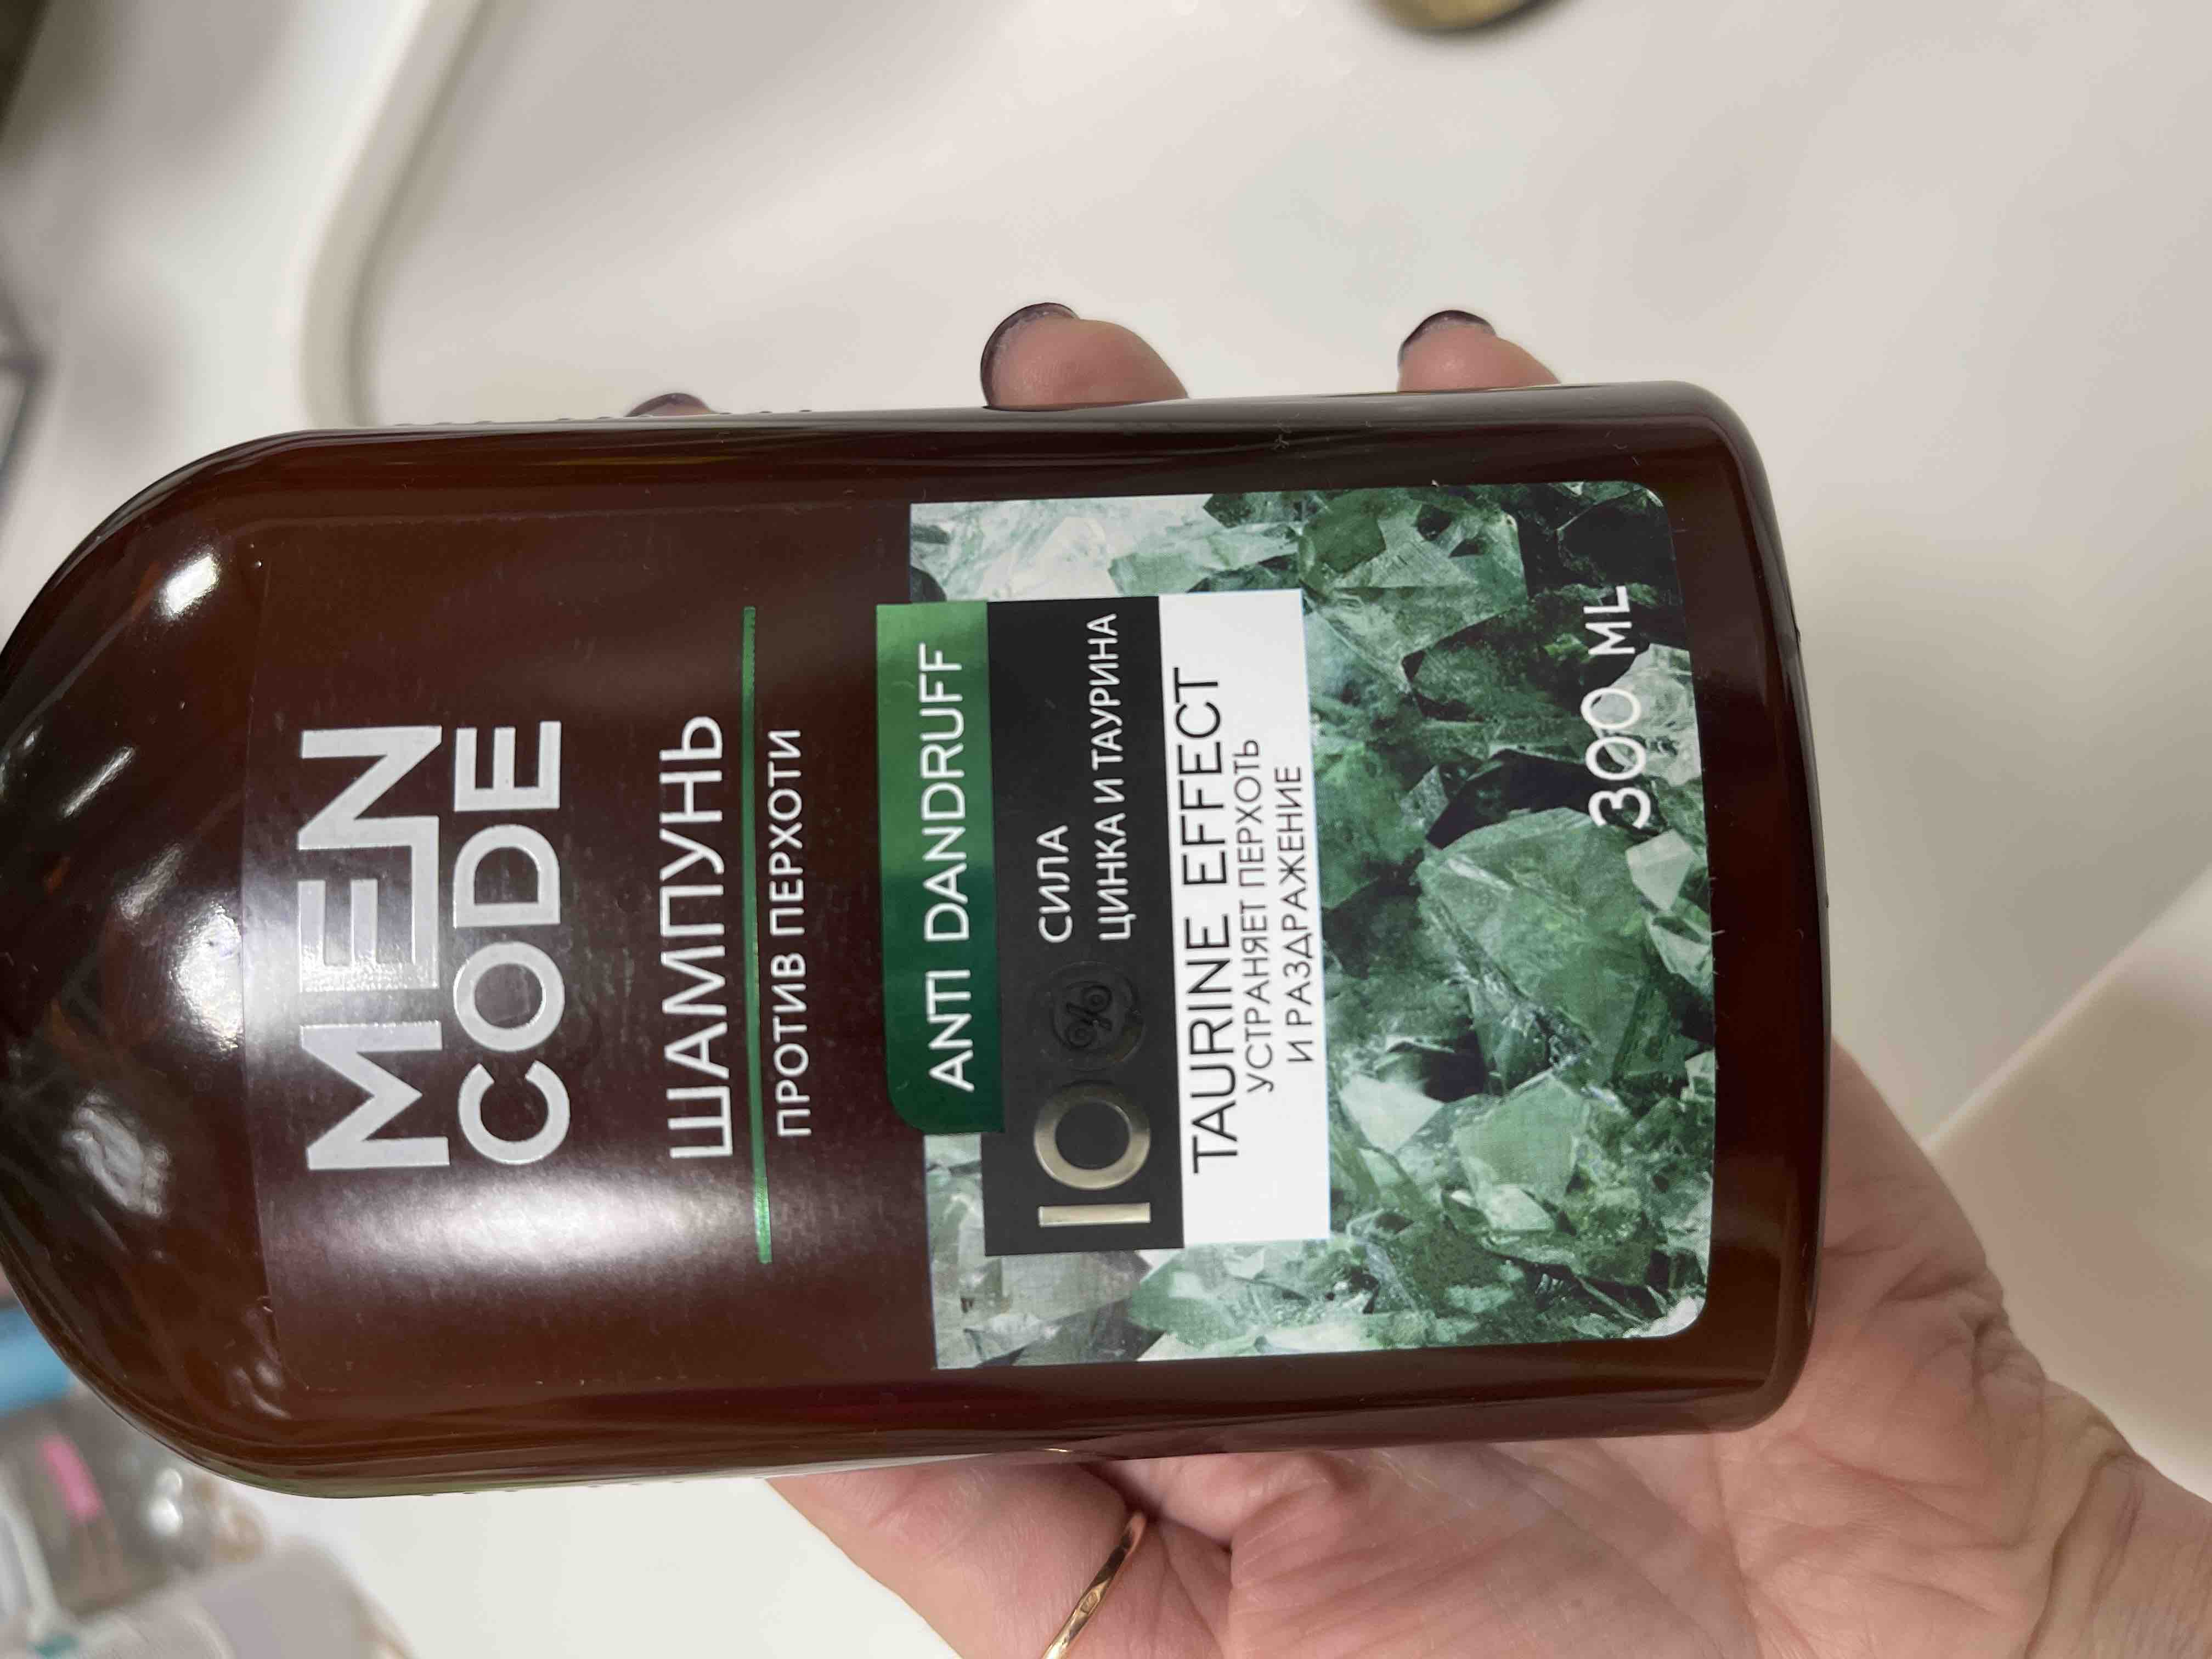 MEN
CODE
ШАМПУНЬ
ПРОТИВ ПЕРХОТИ
ANTI DANDRUFF
10 % СИЛА
ЦИНКА И ТАУРИНА
TAURINE EFFECT
УСТРАНЯЕТ ПЕРХОТЬ
И РАЗДРАЖЕНИЕ
300 ML